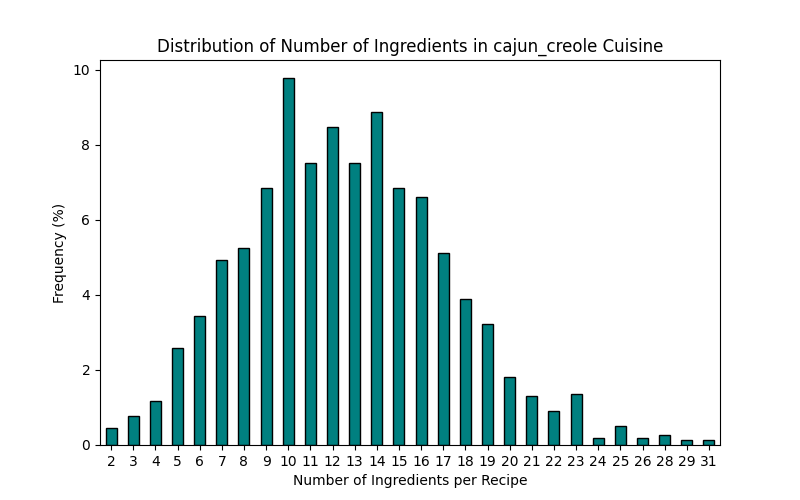 Distribution of Number of Ingredients in cajun_creole Cuisine
10
8
6
4
2
0
Frequency (%)
2 3 4 5 6 7 8 9 10 11 12 13 14 15 16 17 18 19 20 21 22 23 24 25 26 28 29 31
Number of Ingredients per Recipe